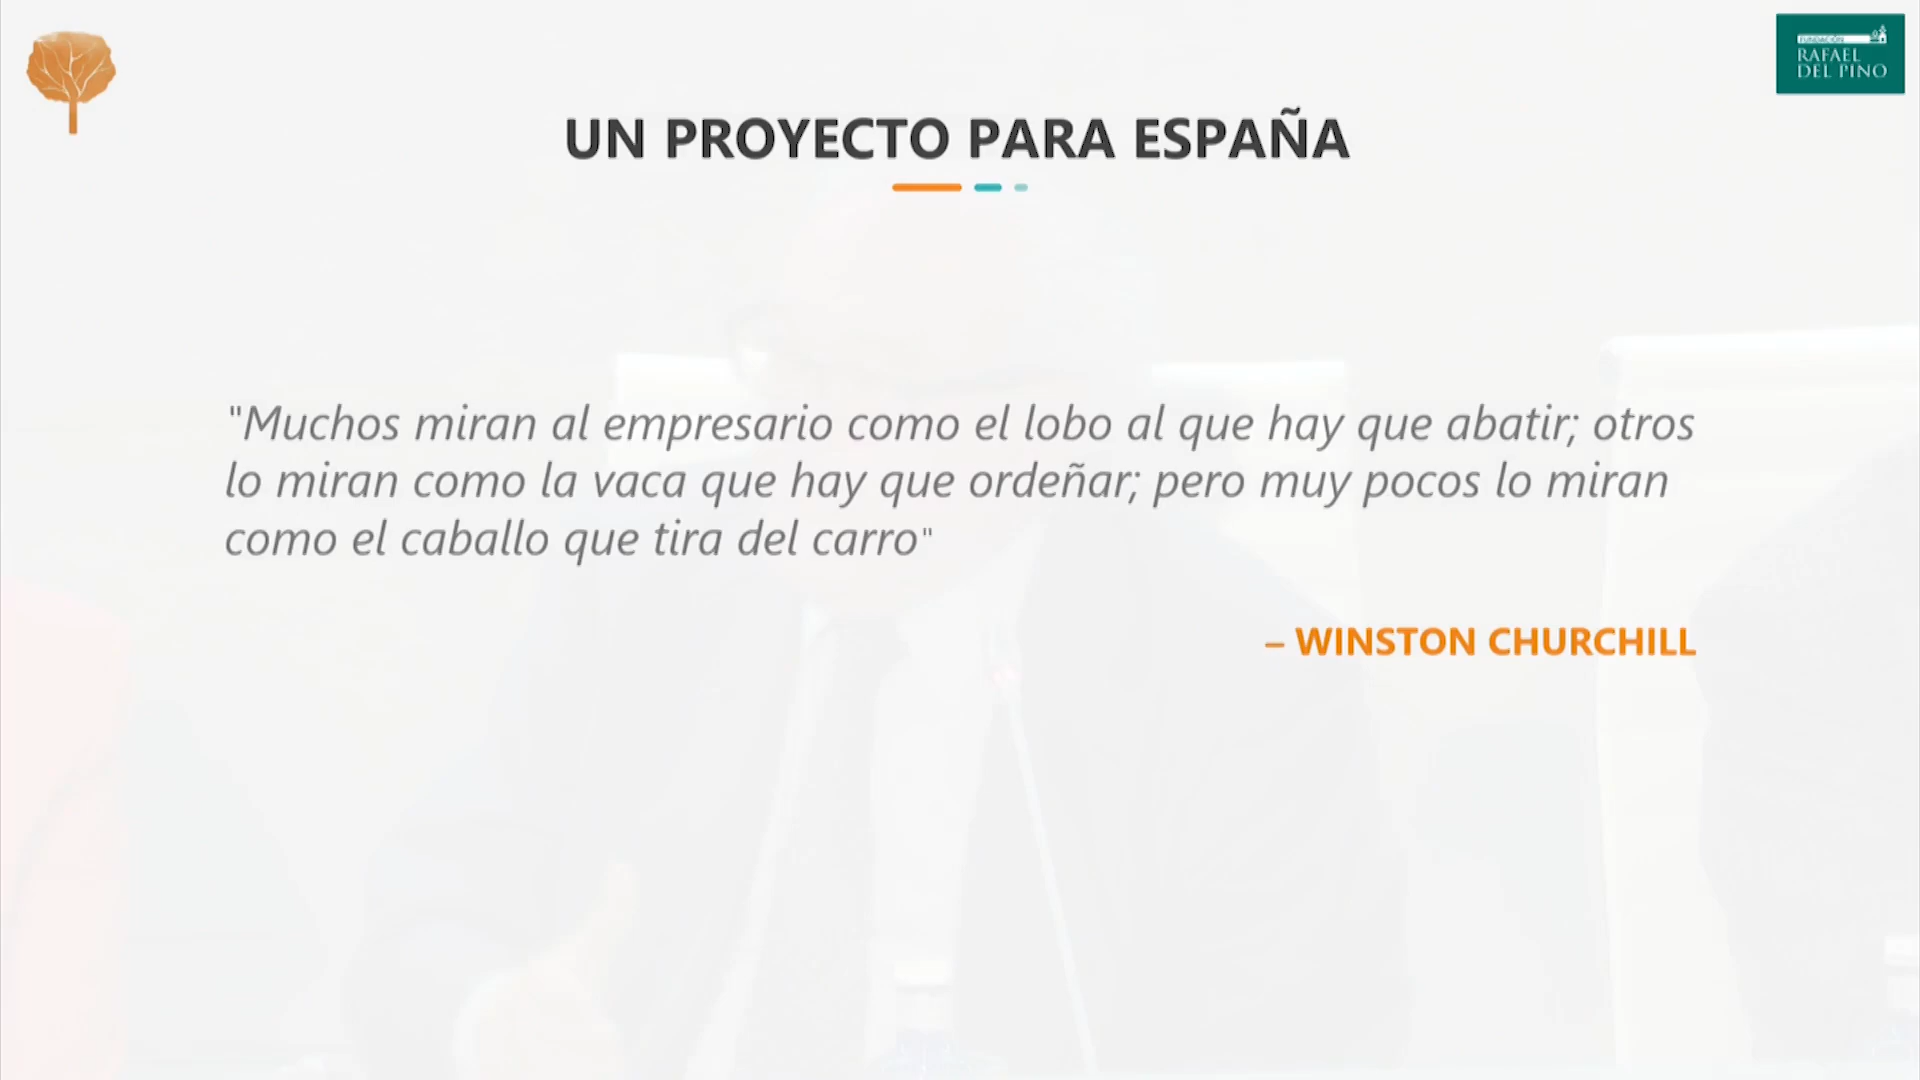 FUNDACIÓN
RAFAEL
DEL PINO
UN PROYECTO PARA ESPAÑA
"Muchos miran al empresario como el lobo al que hay que abatir; otros
lo miran como la vaca que hay que ordeñar; pero muy pocos lo miran
como el caballo que tira del carro"
– WINSTON CHURCHILL